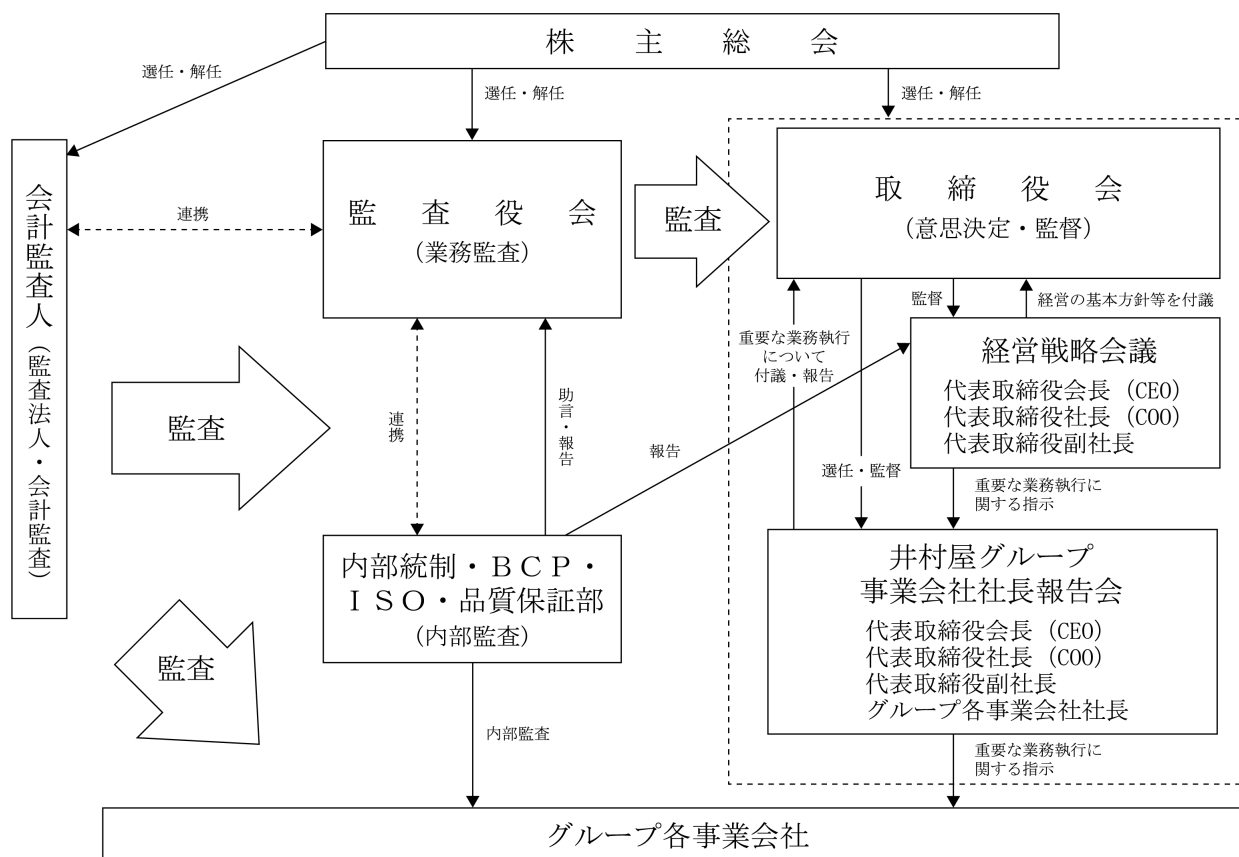 株主総会
選任・解任
選任・解任
選任・解任
会計監査人（監査法人・会計監査）
連携
監査役会
（業務監査）
監査
取締役会
（意思決定・監督）
監督
経営の基本方針等を付議
重要な業務執行
について
付議・報告
経営戦略会議
代表取締役会長（CEO）
代表取締役社長（COO）
代表取締役副社長
監査
連携
助言・報告
報告
選任・監督
重要な業務執行に
関する指示
内部統制・ＢＣＰ・
ＩＳＯ・品質保証部
（内部監査）
井村屋グループ
事業会社社長報告会
代表取締役会長（CEO）
代表取締役社長（COO）
代表取締役副社長
グループ各事業会社社長
監査
内部監査
重要な業務執行に
関する指示
グループ各事業会社